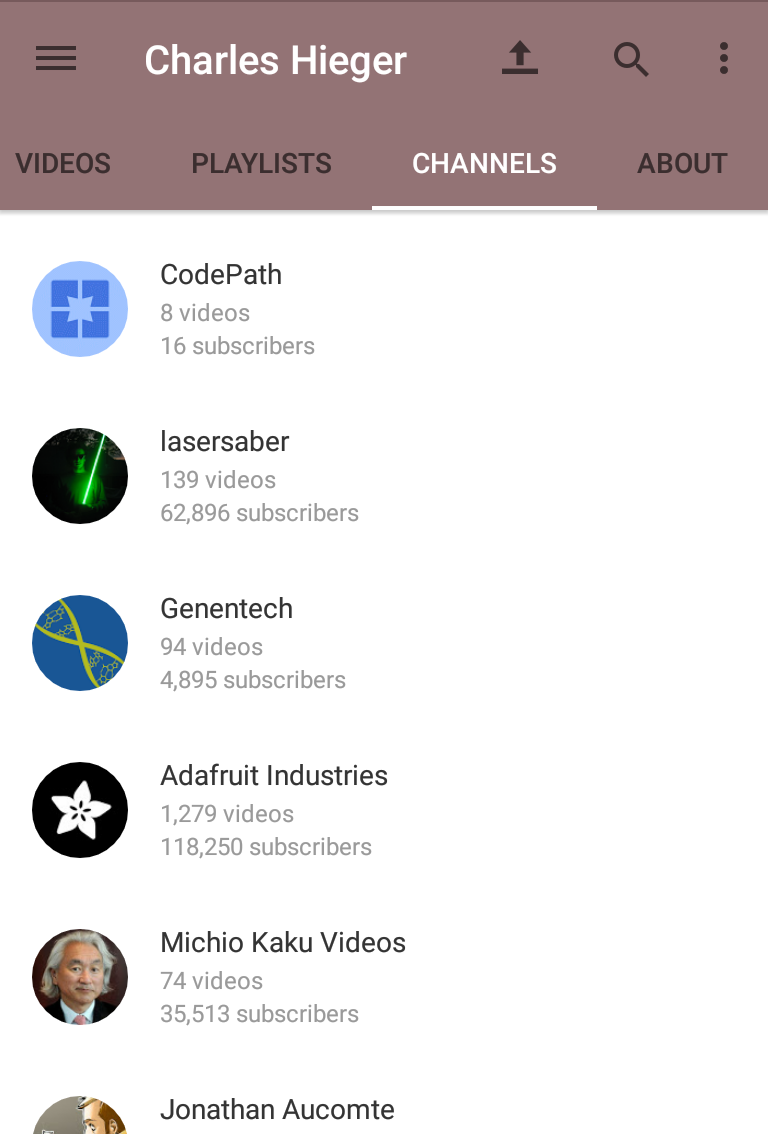 Charles Hieger
VIDEOS PLAYLISTS CHANNELS ABOUT
CodePath
8 videos
16 subscribers
lasersaber
139 videos
62,896 subscribers
Genentech
94 videos
4,895 subscribers
Adafruit Industries
1,279 videos
118,250 subscribers
Michio Kaku Videos
74 videos
35,513 subscribers
Jonathan Aucomte